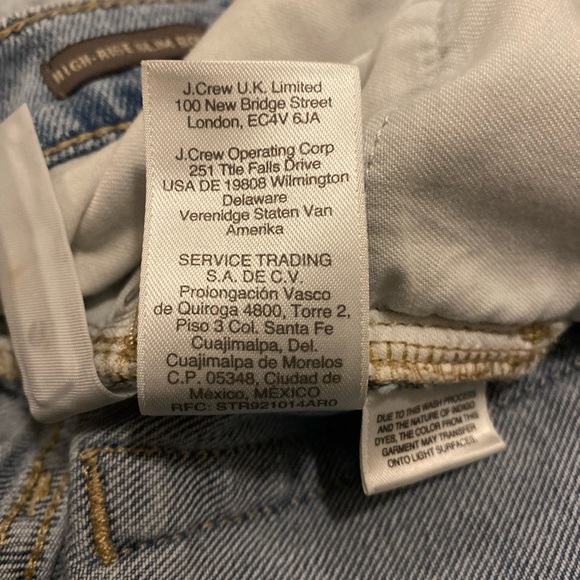 HIGH-RISE SLIM BO
J.Crew U.K. Limited
100 New Bridge Street
London, EC4V 6JA
J.Crew Operating Corp
251 Ttle Falls Drive
USA DE 19808 Wilmington
Delaware
Verenidge Staten Van
Amerika
SERVICE TRADING
S.A. DE C.V.
Prolongación Vasco
de Quiroga 4800, Torre 2,
Piso 3 Col. Santa Fe
Cuajimalpa, Del.
Cuajimalpa de Morelos
C.P. 05348, Ciudad de
México, MEXICO
RFC: STR921014AR0
DUE TO THIS WASH PROCESS
AND THE NATURE OF INDIGO
DYES, THE COLOR FROM THIS
GARMENT MAY TRANSFER
ONTO LIGHT SURFACES.